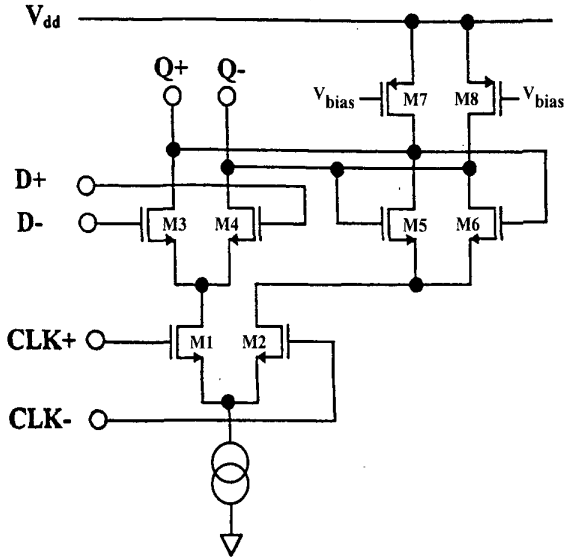 Vdd
Q+ Q-
Vbias M7 M8 Vbias
D+
D- M3 M4 M5 M6
CLK+ M1 M2
CLK-